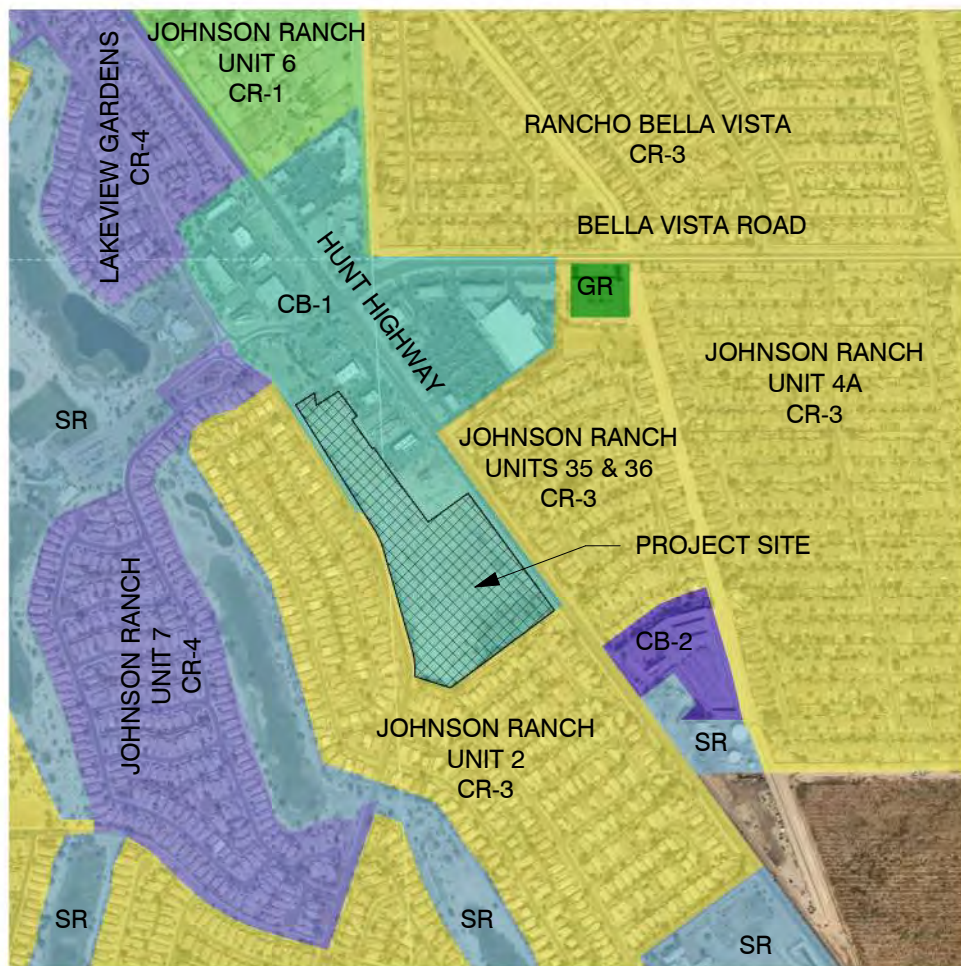 JOHNSON RANCH
UNIT 6
CR-1
LAKEVIEW GARDENS
CR-4
RANCHO BELLA VISTA
CR-3
BELLA VISTA ROAD
HUNT HIGHWAY
GR
CB-1
JOHNSON RANCH
UNIT 4A
CR-3
SR
JOHNSON RANCH
UNITS 35 & 36
CR-3
PROJECT SITE
JOHNSON RANCH
UNIT 7
CR-4
CB-2
JOHNSON RANCH
UNIT 2
CR-3
SR
SR
SR
SR